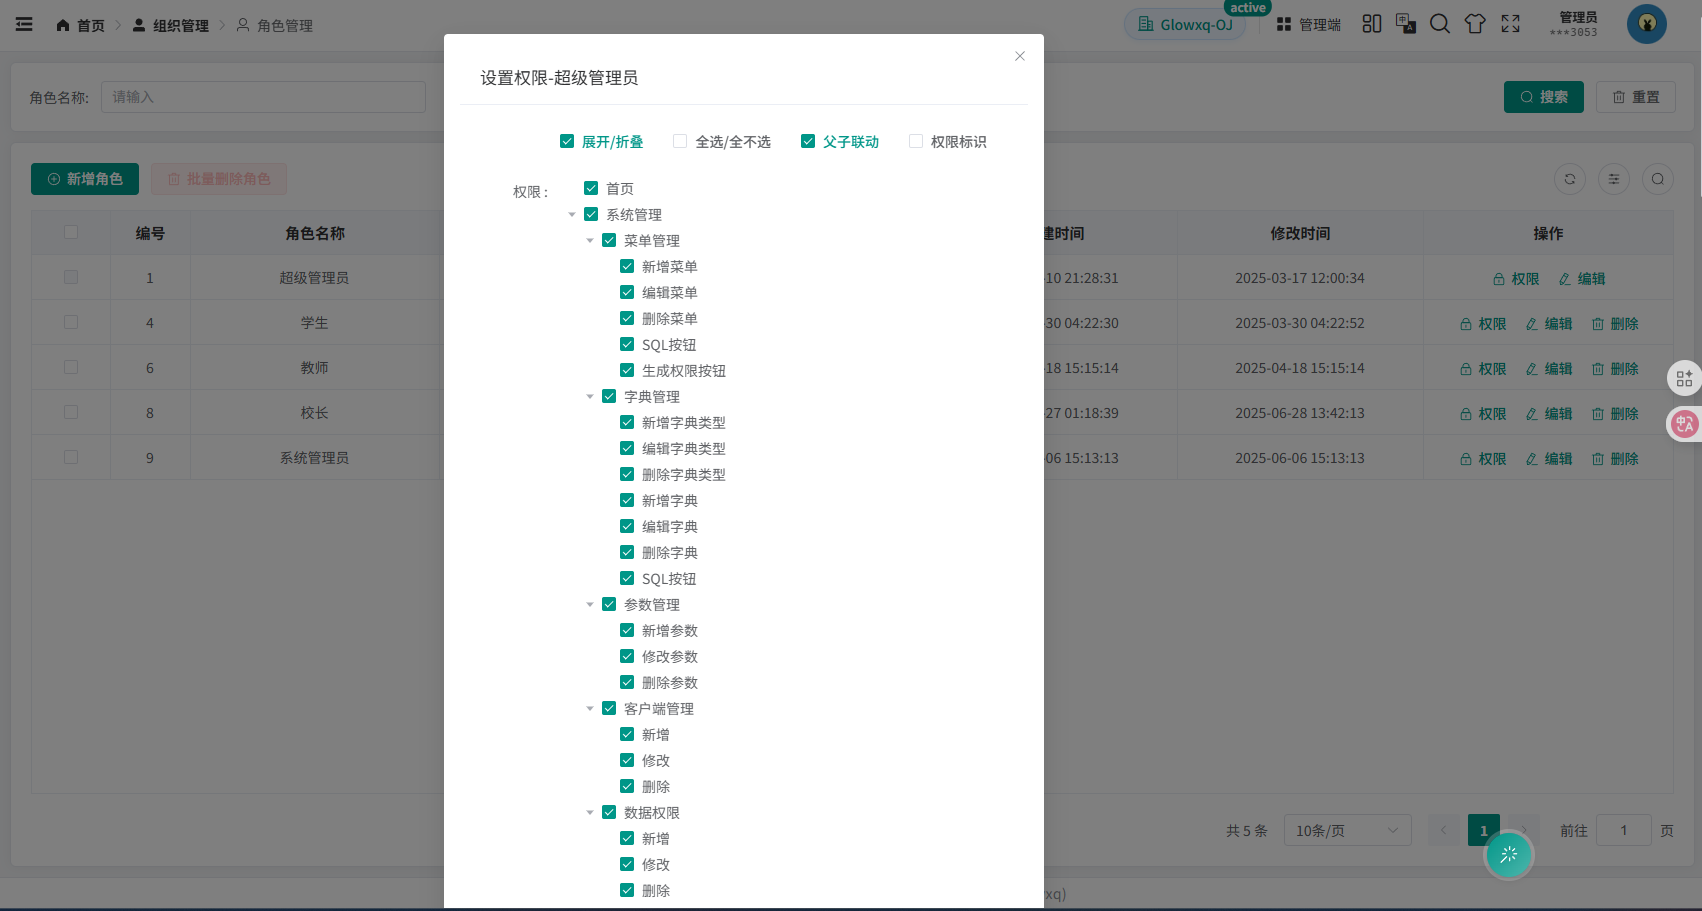 首页 > 组织管理 > 角色管理
Glowxq-OJ
active
管理端
管理员
***3053
角色名称:
请输入
搜索
重置
新增角色
批量删除角色
编号 角色名称 建时间 修改时间 操作
1 超级管理员 10 21:28:31 2025-03-17 12:00:34 权限 编辑
4 学生 30 04:22:30 2025-03-30 04:22:52 权限 编辑 删除
6 教师 18 15:15:14 2025-04-18 15:15:14 权限 编辑 删除
8 校长 27 01:18:39 2025-06-28 13:42:13 权限 编辑 删除
9 系统管理员 06 15:13:13 2025-06-06 15:13:13 权限 编辑 删除
共 5 条 10条/页 1 前往 1 页
xq)
设置权限-超级管理员
展开/折叠 全选/全不选 父子联动 权限标识
权限 :
首页
系统管理
菜单管理
新增菜单
编辑菜单
删除菜单
SQL按钮
生成权限按钮
字典管理
新增字典类型
编辑字典类型
删除字典类型
新增字典
编辑字典
删除字典
SQL按钮
参数管理
新增参数
修改参数
删除参数
客户端管理
新增
修改
删除
数据权限
新增
修改
删除